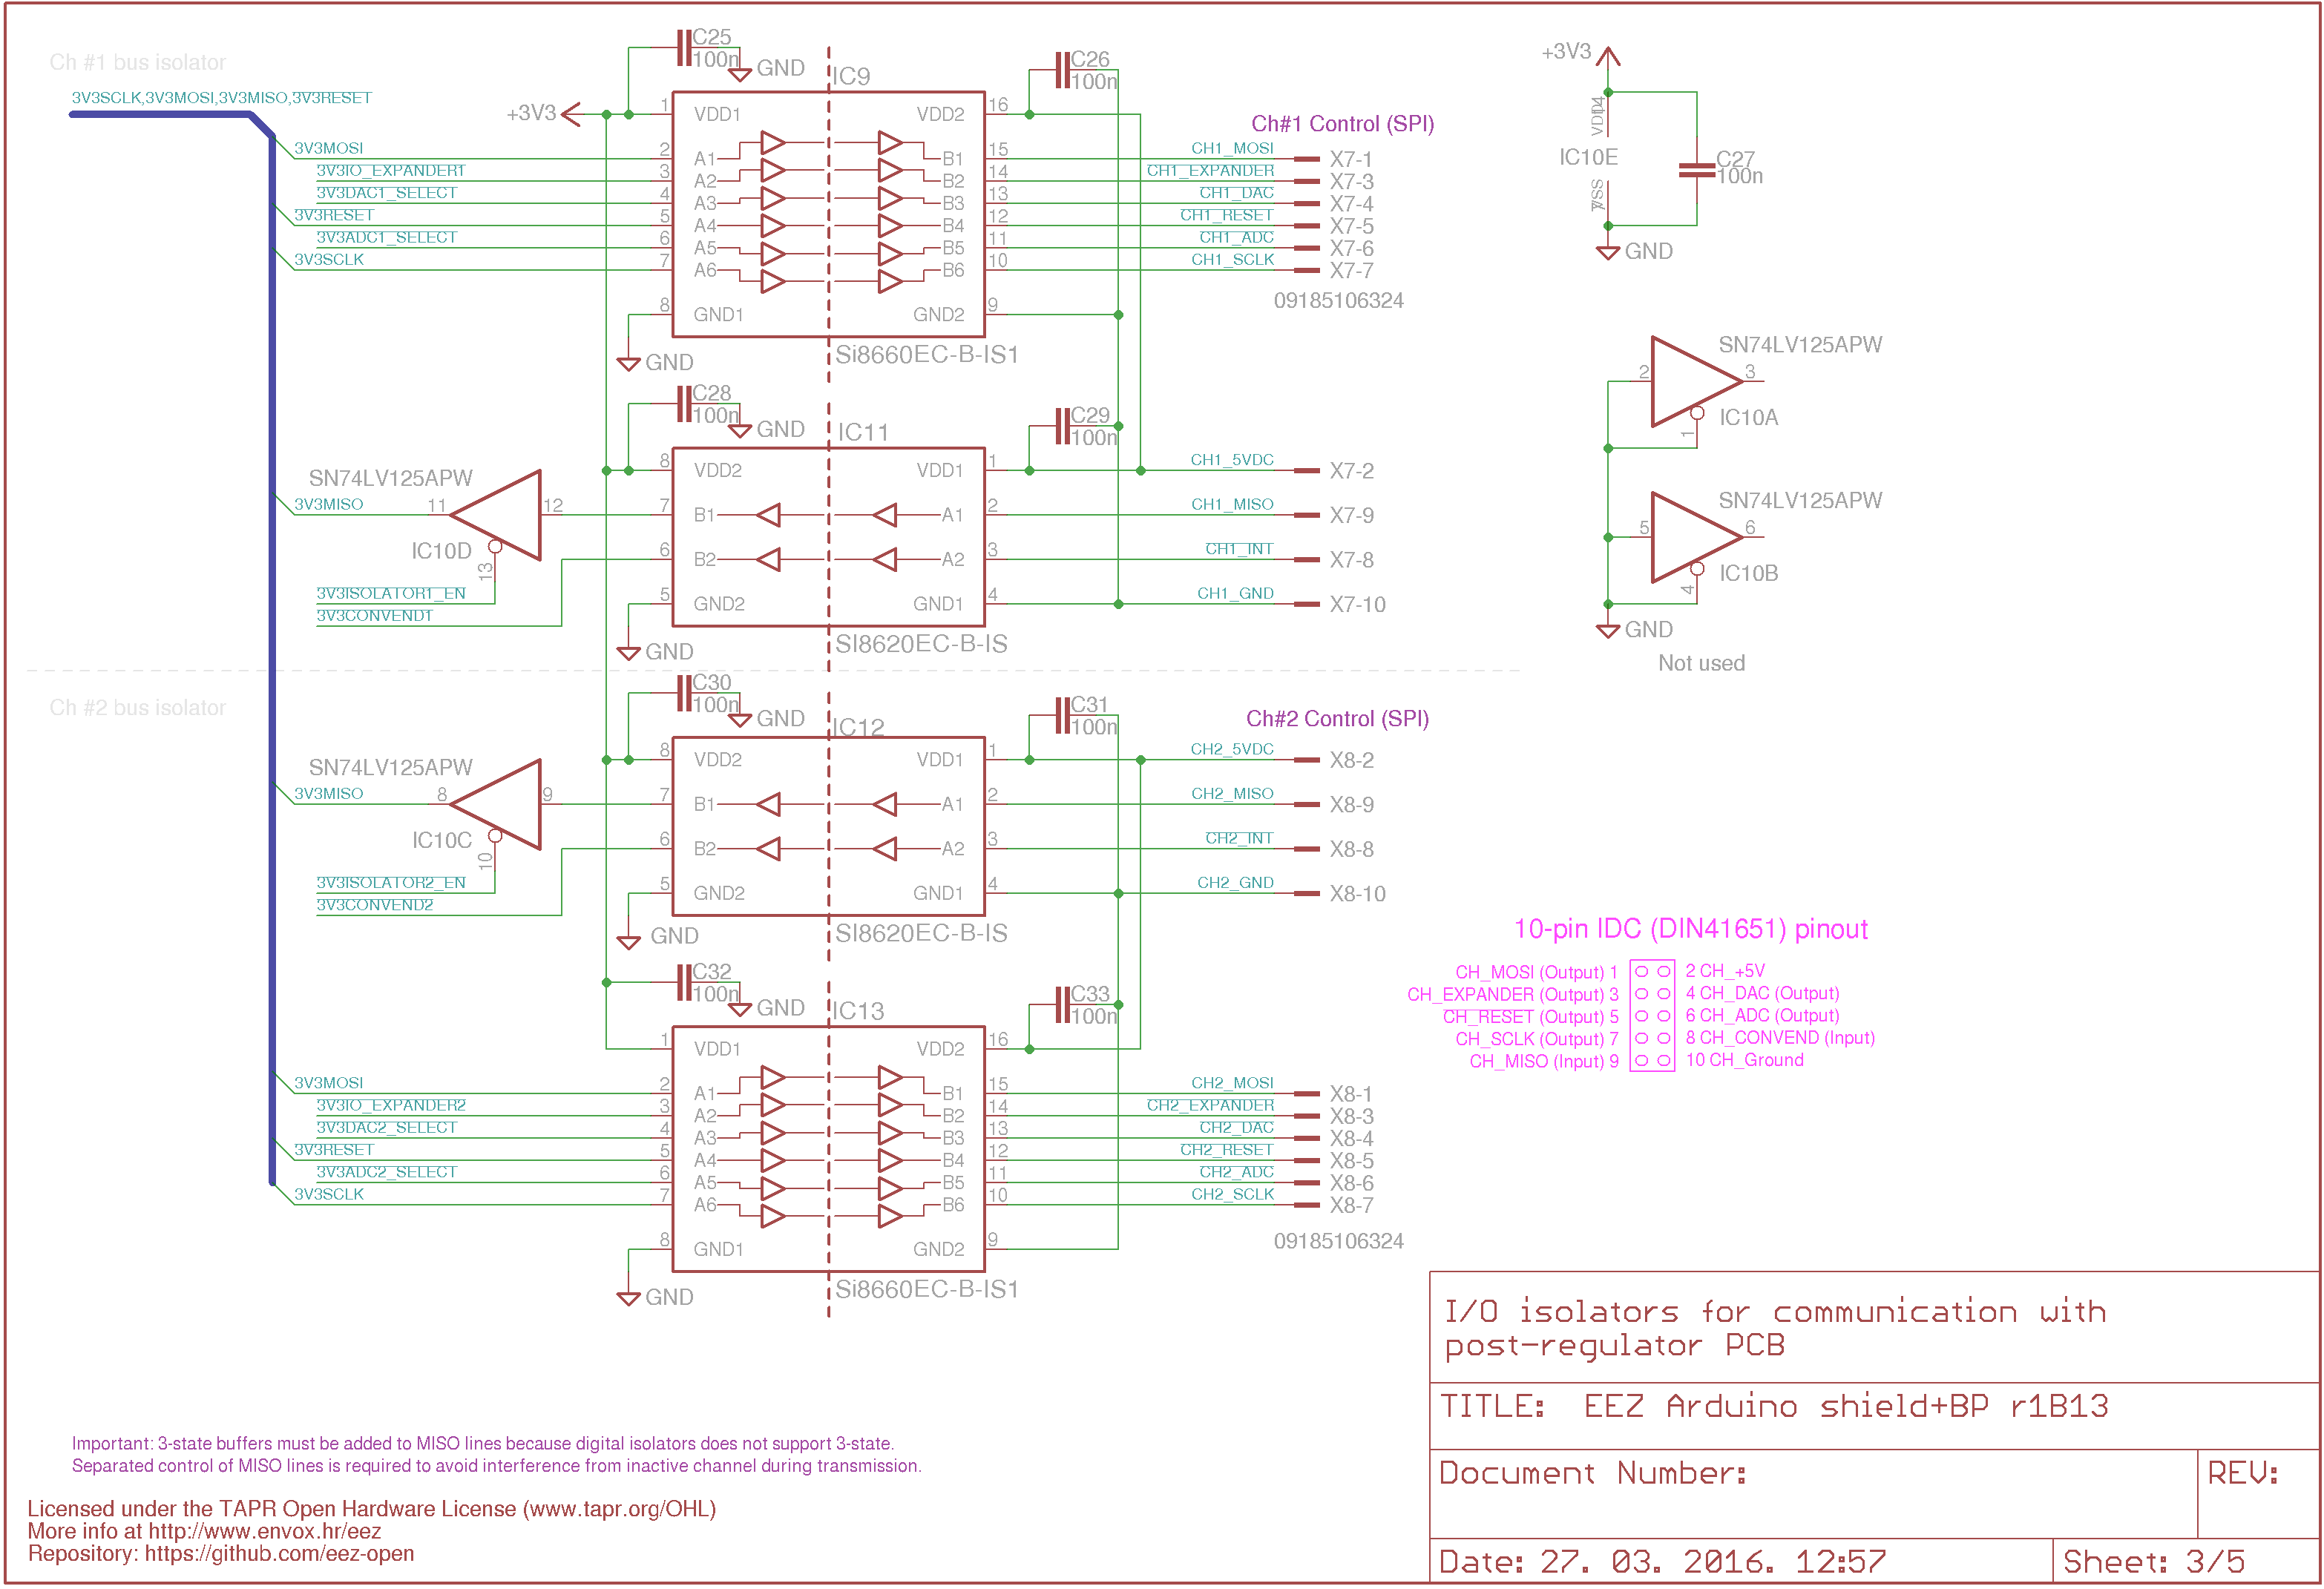 Ch #1 bus isolator
3V3SCLK,3V3MOSI,3V3MISO,3V3RESET
C25
100n
GND
IC9
C26
100n
+3V3
1 VDD1 VDD2 16
Ch#1 Control (SPI)
3V3MOSI 2 A1 B1 15 CH1_MOSI X7-1
3V3IO_EXPANDER1 3 A2 B2 14 CH1_EXPANDER X7-3
3V3DAC1_SELECT 4 A3 B3 13 CH1_DAC X7-4
3V3RESET 5 A4 B4 12 CH1_RESET X7-5
3V3ADC1_SELECT 6 A5 B5 11 CH1_ADC X7-6
3V3SCLK 7 A6 B6 10 CH1_SCLK X7-7
09185106324
8 GND1 GND2 9
GND
Si8660EC-B-IS1
C28
100n
GND
IC11
C29
100n
8 VDD2 VDD1 1 CH1_5VDC X7-2
SN74LV125APW
3V3MISO 11 12 7 B1 A1 2 CH1_MISO X7-9
IC10D
13
6 B2 A2 3 CH1_INT X7-8
3V3ISOLATOR1_EN
3V3CONVEND1
5 GND2 GND1 4 CH1_GND X7-10
GND
SI8620EC-B-IS
Ch #2 bus isolator
C30
100n
GND
IC12
C31
100n
Ch#2 Control (SPI)
8 VDD2 VDD1 1 CH2_5VDC X8-2
SN74LV125APW
3V3MISO 8 9 7 B1 A1 2 CH2_MISO X8-9
IC10C
10
6 B2 A2 3 CH2_INT X8-8
3V3ISOLATOR2_EN
3V3CONVEND2
5 GND2 GND1 4 CH2_GND X8-10
GND
SI8620EC-B-IS
C32
100n
GND
IC13
C33
100n
1 VDD1 VDD2 16
3V3MOSI 2 A1 B1 15 CH2_MOSI X8-1
3V3IO_EXPANDER2 3 A2 B2 14 CH2_EXPANDER X8-3
3V3DAC2_SELECT 4 A3 B3 13 CH2_DAC X8-4
3V3RESET 5 A4 B4 12 CH2_RESET X8-5
3V3ADC2_SELECT 6 A5 B5 11 CH2_ADC X8-6
3V3SCLK 7 A6 B6 10 CH2_SCLK X8-7
09185106324
8 GND1 GND2 9
GND
Si8660EC-B-IS1
+3V3
IC10E
C27
100n
GND
SN74LV125APW
2 3
IC10A
1
SN74LV125APW
5 6
IC10B
4
GND
Not used
10-pin IDC (DIN41651) pinout
CH_MOSI (Output) 1 2 CH_+5V
CH_EXPANDER (Output) 3 4 CH_DAC (Output)
CH_RESET (Output) 5 6 CH_ADC (Output)
CH_SCLK (Output) 7 8 CH_CONVEND (Input)
CH_MISO (Input) 9 10 CH_Ground
Important: 3-state buffers must be added to MISO lines because digital isolators does not support 3-state.
Separated control of MISO lines is required to avoid interference from inactive channel during transmission.
Licensed under the TAPR Open Hardware License (www.tapr.org/OHL)
More info at http://www.envox.hr/eez
Repository: https://github.com/eez-open
I/O isolators for communication with
post-regulator PCB
TITLE: EEZ Arduino shield+BP r1B13
Document Number:
REV:
Date: 27. 03. 2016. 12:57
Sheet: 3/5